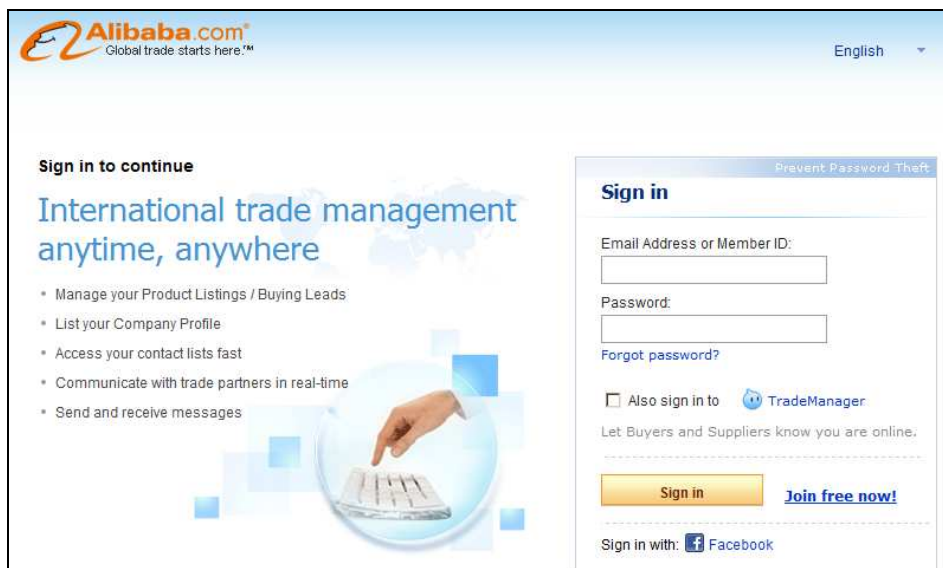 Alibaba.com®
Global trade starts here.™
English
Sign in to continue
International trade management
anytime, anywhere
• Manage your Product Listings / Buying Leads
• List your Company Profile
• Access your contact lists fast
• Communicate with trade partners in real-time
• Send and receive messages
Prevent Password Theft
Sign in
Email Address or Member ID:
Password:
Forgot password?
Also sign in to TradeManager
Let Buyers and Suppliers know you are online.
Sign in Join free now!
Sign in with: Facebook